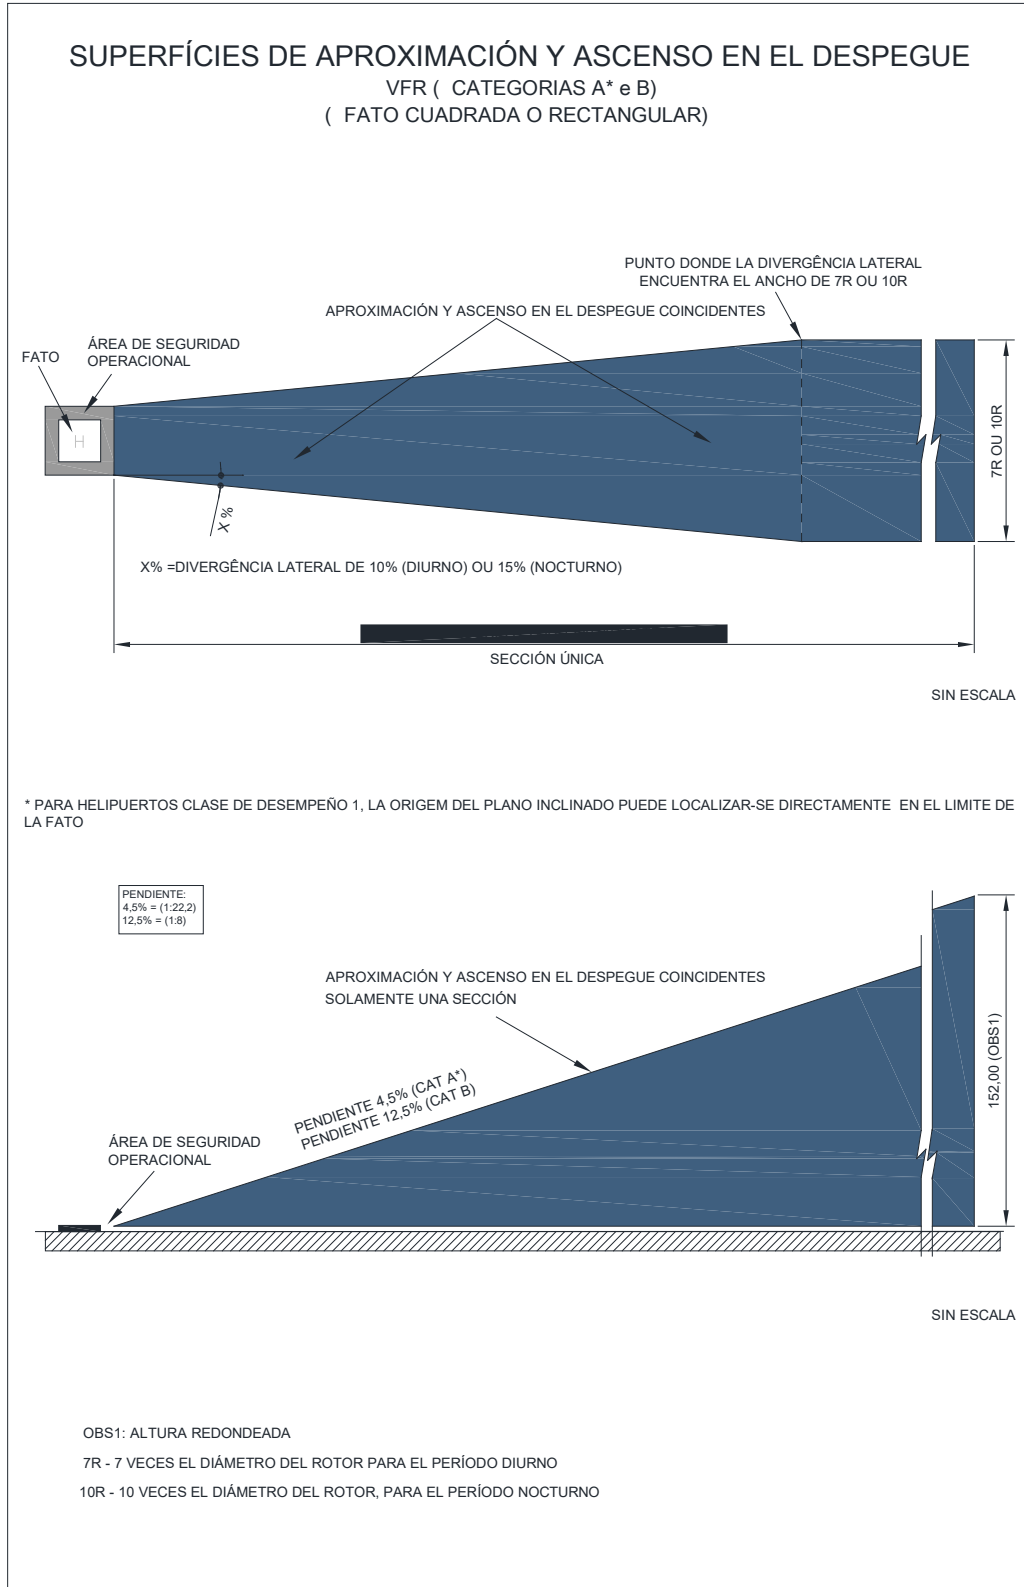 SUPERFÍCIES DE APROXIMACIÓN Y ASCENSO EN EL DESPEGUE
VFR ( CATEGORIAS A* e B)
( FATO CUADRADA O RECTANGULAR)
PUNTO DONDE LA DIVERGÊNCIA LATERAL
ENCUENTRA EL ANCHO DE 7R OU 10R
APROXIMACIÓN Y ASCENSO EN EL DESPEGUE COINCIDENTES
FATO
ÁREA DE SEGURIDAD
OPERACIONAL
H
7R OU 10R
X %
X% =DIVERGÊNCIA LATERAL DE 10% (DIURNO) OU 15% (NOCTURNO)
SECCIÓN ÚNICA
SIN ESCALA
* PARA HELIPUERTOS CLASE DE DESEMPEÑO 1, LA ORIGEM DEL PLANO INCLINADO PUEDE LOCALIZAR-SE DIRECTAMENTE EN EL LIMITE DE
LA FATO
PENDIENTE:
4,5% = (1:22,2)
12,5% = (1:8)
APROXIMACIÓN Y ASCENSO EN EL DESPEGUE COINCIDENTES
SOLAMENTE UNA SECCIÓN
152,00 (OBS1)
PENDIENTE 4,5% (CAT A*)
PENDIENTE 12,5% (CAT B)
ÁREA DE SEGURIDAD
OPERACIONAL
SIN ESCALA
OBS1: ALTURA REDONDEADA
7R - 7 VECES EL DIÁMETRO DEL ROTOR PARA EL PERÍODO DIURNO
10R - 10 VECES EL DIÁMETRO DEL ROTOR, PARA EL PERÍODO NOCTURNO